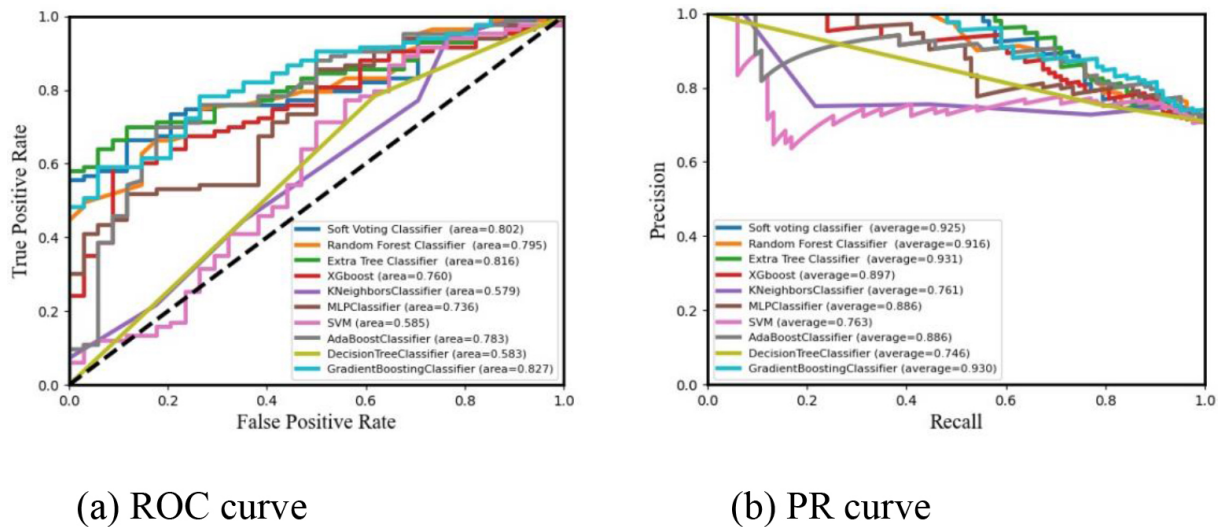 1.0
0.8
0.6
0.4
0.2
0.0
True Positive Rate
Soft Voting Classifier (area=0.802)
Random Forest Classifier (area=0.795)
Extra Tree Classifier (area=0.816)
XGboost (area=0.760)
KNeighborsClassifier (area=0.579)
MLPClassifier (area=0.736)
SVM (area=0.585)
AdaBoostClassifier (area=0.783)
DecisionTreeClassifier (area=0.583)
GradientBoostingClassifier (area=0.827)
0.0 0.2 0.4 0.6 0.8 1.0
False Positive Rate
(a) ROC curve
1.0
0.8
0.6
0.4
0.2
0.0
Precision
Soft voting classifier (average=0.925)
Random Forest Classifier (average=0.916)
Extra Tree Classifier (average=0.931)
XGboost (average=0.897)
KNeighborsClassifier (average=0.761)
MLPClassifier (average=0.886)
SVM (average=0.763)
AdaBoostClassifier (average=0.886)
DecisionTreeClassifier (average=0.746)
GradientBoostingClassifier (average=0.930)
0.0 0.2 0.4 0.6 0.8 1.0
Recall
(b) PR curve